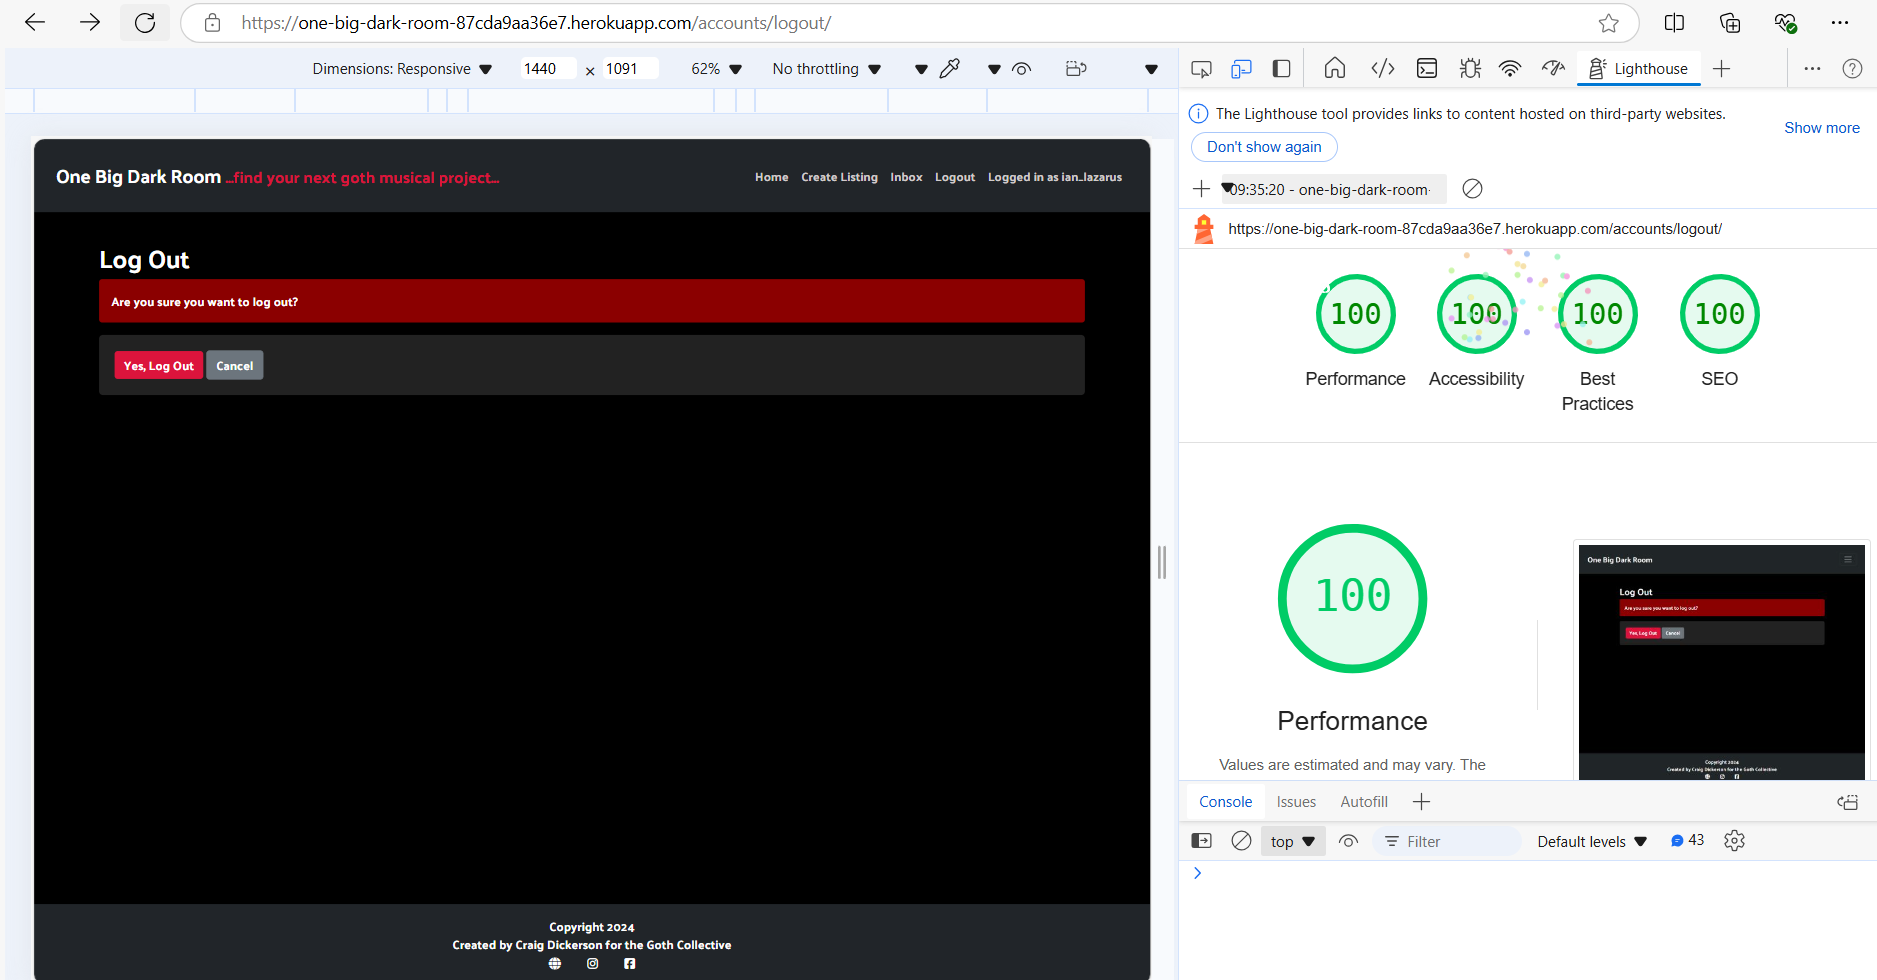 https://one-big-dark-room-87cda9aa36e7.herokuapp.com/accounts/logout/
Dimensions: Responsive 1440 × 1091 62% No throttling
Lighthouse
One Big Dark Room ...find your next goth musical project...
Home Create Listing Inbox Logout Logged in as ian_lazarus
Log Out
Are you sure you want to log out?
Yes, Log Out Cancel
Copyright 2024
Created by Craig Dickerson for the Goth Collective
The Lighthouse tool provides links to content hosted on third-party websites.
Show more
Don't show again
09:35:20 - one-big-dark-room-
https://one-big-dark-room-87cda9aa36e7.herokuapp.com/accounts/logout/
100 100 100 100
Performance Accessibility Best Practices SEO
100
Performance
Values are estimated and may vary. The
One Big Dark Room
Log Out
Are you sure you want to log out?
Yes, Log Out Cancel
Copyright 2024
Created by Craig Dickerson for the Goth Collective
Console Issues Autofill
top Filter Default levels 43